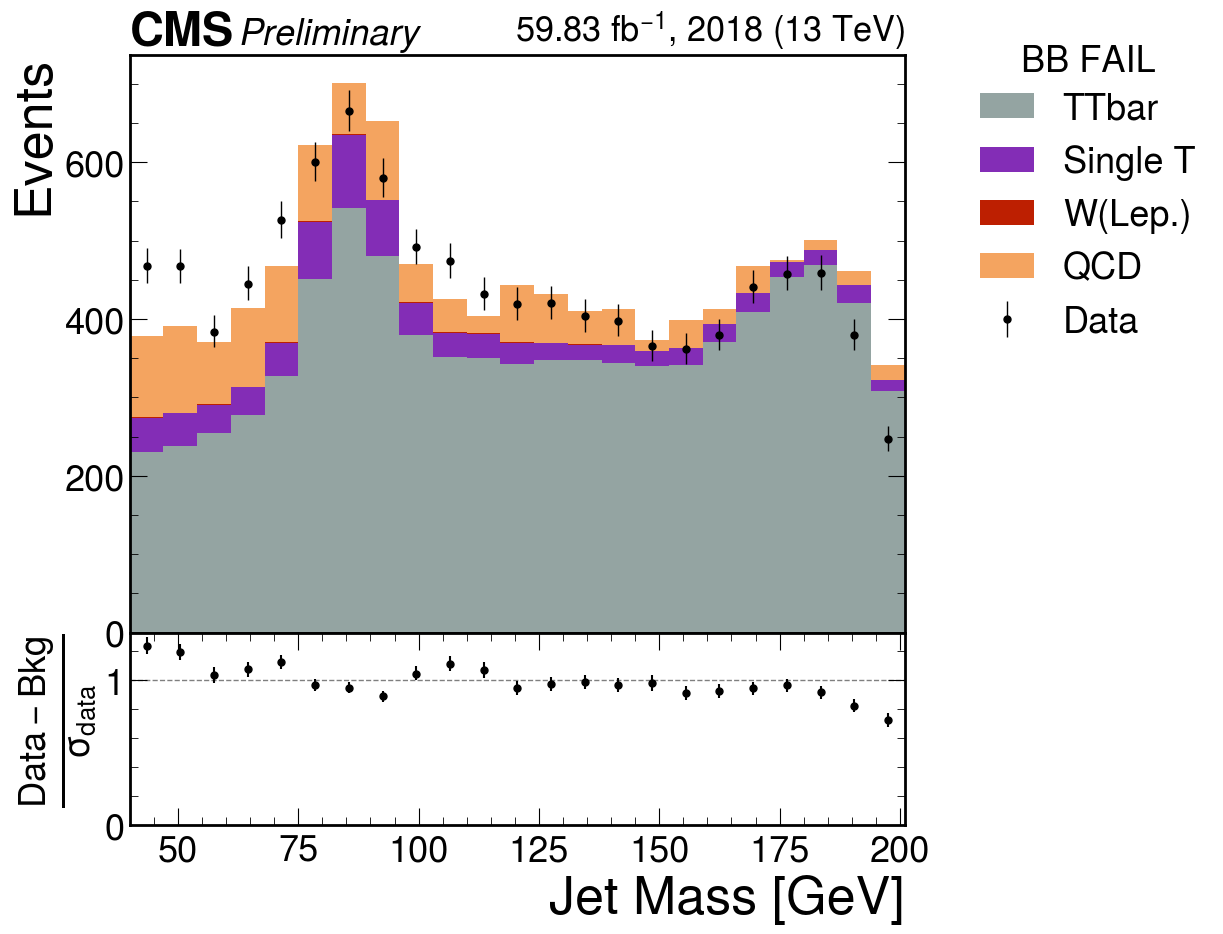 CMS Preliminary 59.83 fb⁻¹, 2018 (13 TeV)
BB FAIL
TTbar
Single T
W(Lep.)
QCD
Data
Events
600
400
200
0
Data – Bkg
σdata
1
0
50 75 100 125 150 175 200
Jet Mass [GeV]